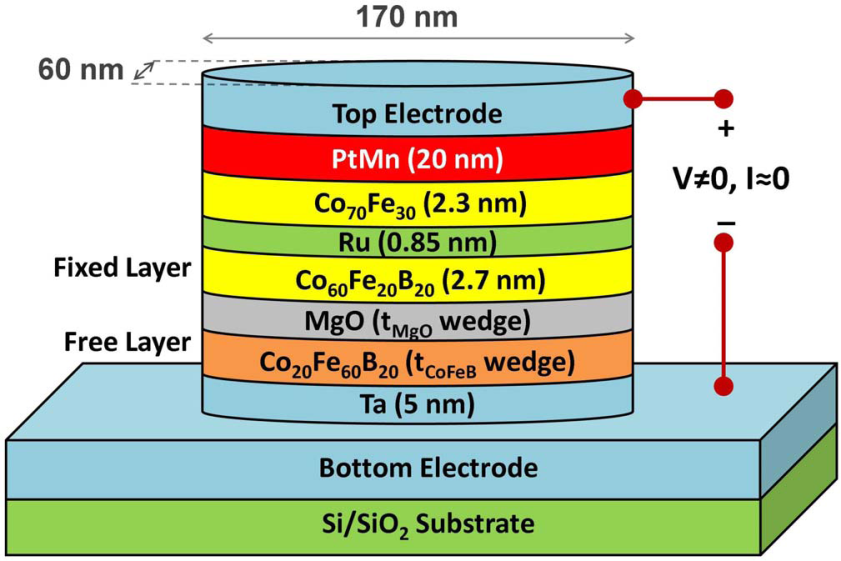 170 nm
60 nm
Top Electrode
PtMn (20 nm)
+
V≠0, I≈0
–
Co₇₀Fe₃₀ (2.3 nm)
Ru (0.85 nm)
Fixed Layer
Co₆₀Fe₂₀B₂₀ (2.7 nm)
MgO (t_MgO wedge)
Free Layer
Co₂₀Fe₆₀B₂₀ (t_CoFeB wedge)
Ta (5 nm)
Bottom Electrode
Si/SiO₂ Substrate